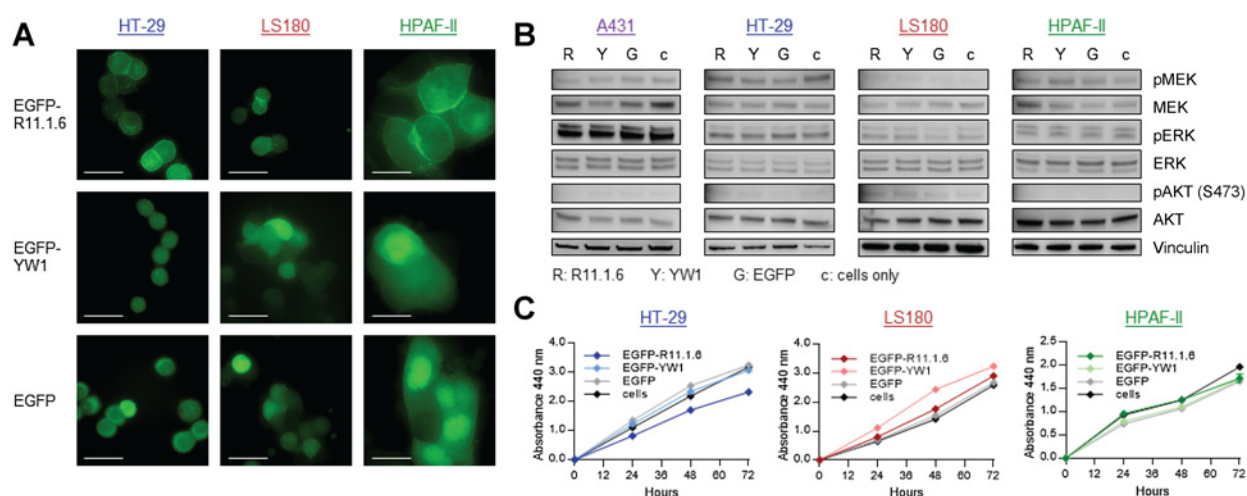 A
HT-29 LS180 HPAF-II
EGFP-
R11.1.6
EGFP-
YW1
EGFP
B
A431 HT-29 LS180 HPAF-II
R Y G c R Y G c R Y G c R Y G c
pMEK
MEK
pERK
ERK
pAKT (S473)
AKT
Vinculin
R: R11.1.6 Y: YW1 G: EGFP c: cells only
C
HT-29
Absorbance 440 nm
4.0
3.0
2.0
1.0
0.0
EGFP-R11.1.6
EGFP-YW1
EGFP
cells
0 12 24 36 48 60 72
Hours
LS180
Absorbance 440 nm
4.0
3.0
2.0
1.0
0.0
EGFP-R11.1.6
EGFP-YW1
EGFP
cells
0 12 24 36 48 60 72
Hours
HPAF-II
Absorbance 440 nm
2.5
2.0
1.5
1.0
0.5
0.0
EGFP-R11.1.6
EGFP-YW1
EGFP
cells
0 12 24 36 48 60 72
Hours